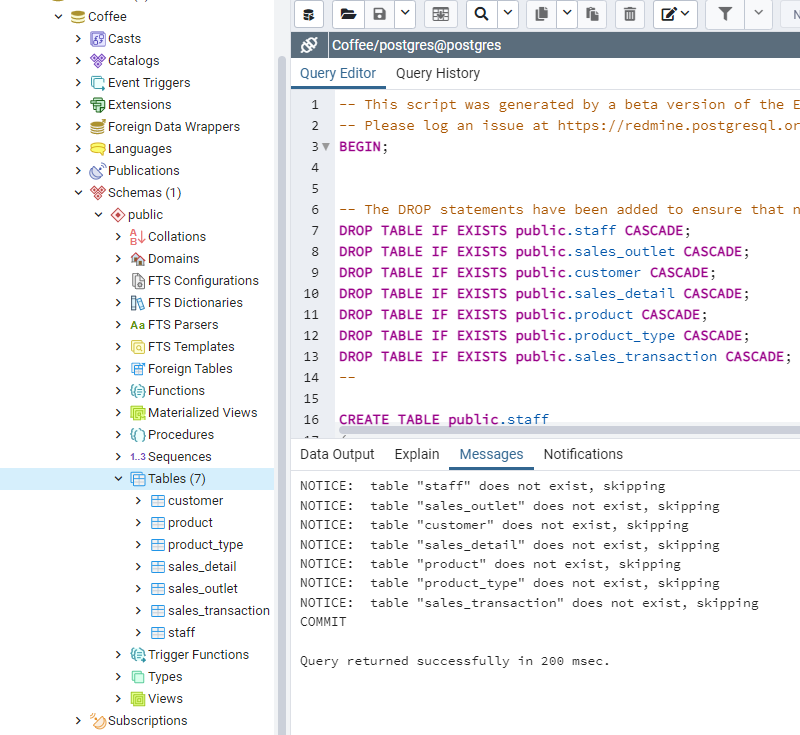 Coffee
Casts
Catalogs
Event Triggers
Extensions
Foreign Data Wrappers
Languages
Publications
Schemas (1)
public
Collations
Domains
FTS Configurations
FTS Dictionaries
Aa FTS Parsers
FTS Templates
Foreign Tables
Functions
Materialized Views
Procedures
1..3 Sequences
Tables (7)
customer
product
product_type
sales_detail
sales_outlet
sales_transaction
staff
Trigger Functions
Types
Views
Subscriptions
Coffee/postgres@postgres
Query Editor Query History
1 -- This script was generated by a beta version of the E
2 -- Please log an issue at https://redmine.postgresql.or
3 BEGIN;
4
5
6 -- The DROP statements have been added to ensure that n
7 DROP TABLE IF EXISTS public.staff CASCADE;
8 DROP TABLE IF EXISTS public.sales_outlet CASCADE;
9 DROP TABLE IF EXISTS public.customer CASCADE;
10 DROP TABLE IF EXISTS public.sales_detail CASCADE;
11 DROP TABLE IF EXISTS public.product CASCADE;
12 DROP TABLE IF EXISTS public.product_type CASCADE;
13 DROP TABLE IF EXISTS public.sales_transaction CASCADE;
14 --
15
16 CREATE TABLE public.staff
Data Output Explain Messages Notifications
NOTICE:  table "staff" does not exist, skipping
NOTICE:  table "sales_outlet" does not exist, skipping
NOTICE:  table "customer" does not exist, skipping
NOTICE:  table "sales_detail" does not exist, skipping
NOTICE:  table "product" does not exist, skipping
NOTICE:  table "product_type" does not exist, skipping
NOTICE:  table "sales_transaction" does not exist, skipping
COMMIT
Query returned successfully in 200 msec.